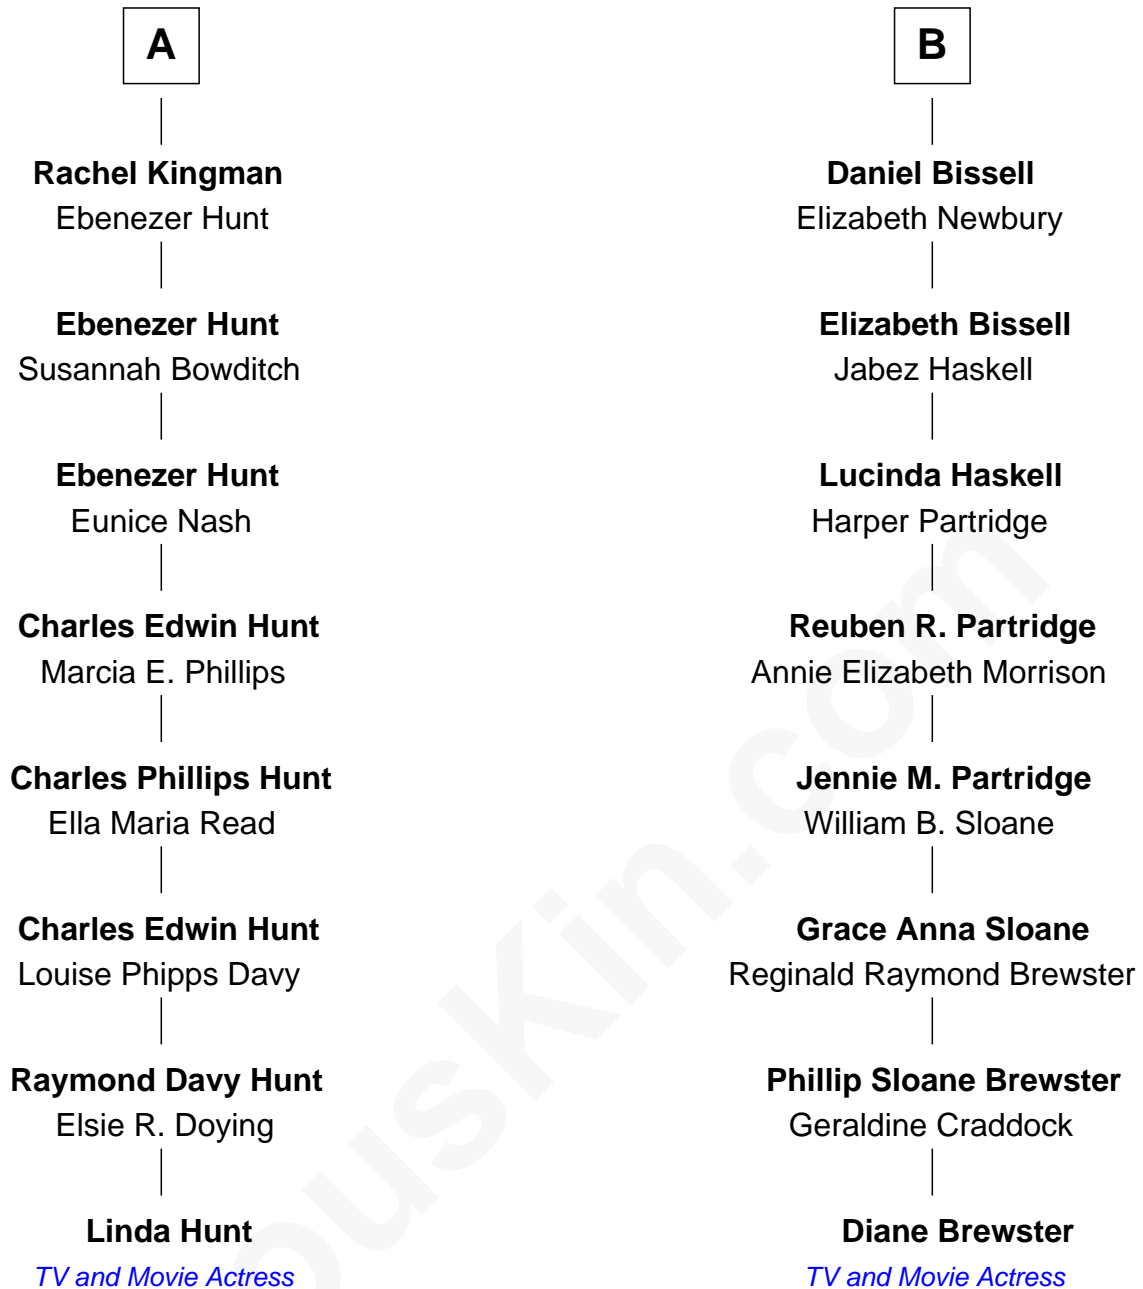 A
Rachel Kingman
Ebenezer Hunt
Ebenezer Hunt
Susannah Bowditch
Ebenezer Hunt
Eunice Nash
Charles Edwin Hunt
Marcia E. Phillips
Charles Phillips Hunt
Ella Maria Read
Charles Edwin Hunt
Louise Phipps Davy
Raymond Davy Hunt
Elsie R. Doying
Linda Hunt
TV and Movie Actress
B
Daniel Bissell
Elizabeth Newbury
Elizabeth Bissell
Jabez Haskell
Lucinda Haskell
Harper Partridge
Reuben R. Partridge
Annie Elizabeth Morrison
Jennie M. Partridge
William B. Sloane
Grace Anna Sloane
Reginald Raymond Brewster
Phillip Sloane Brewster
Geraldine Craddock
Diane Brewster
TV and Movie Actress
ousKin.com